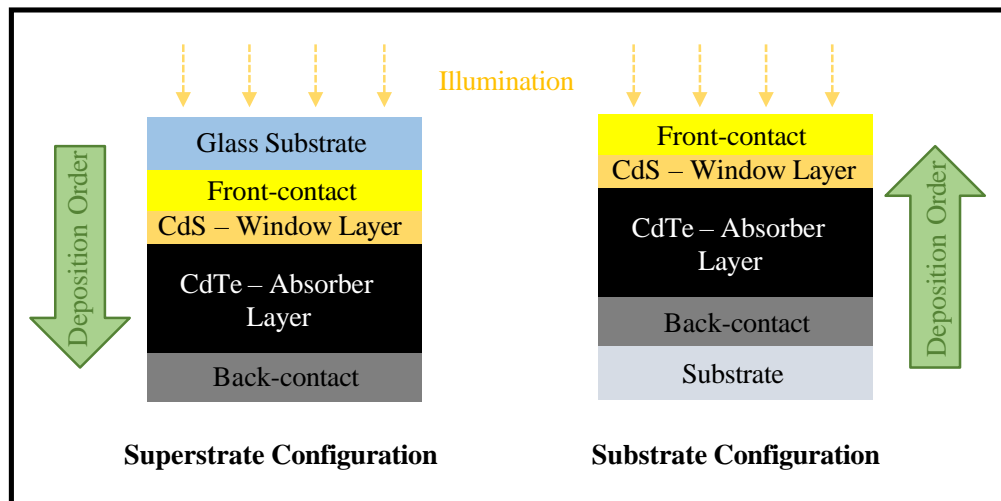 Illumination
Deposition Order
Glass Substrate
Front-contact
CdS – Window Layer
CdTe – Absorber
Layer
Back-contact
Superstrate Configuration
Front-contact
CdS – Window Layer
CdTe – Absorber
Layer
Back-contact
Substrate
Deposition Order
Substrate Configuration